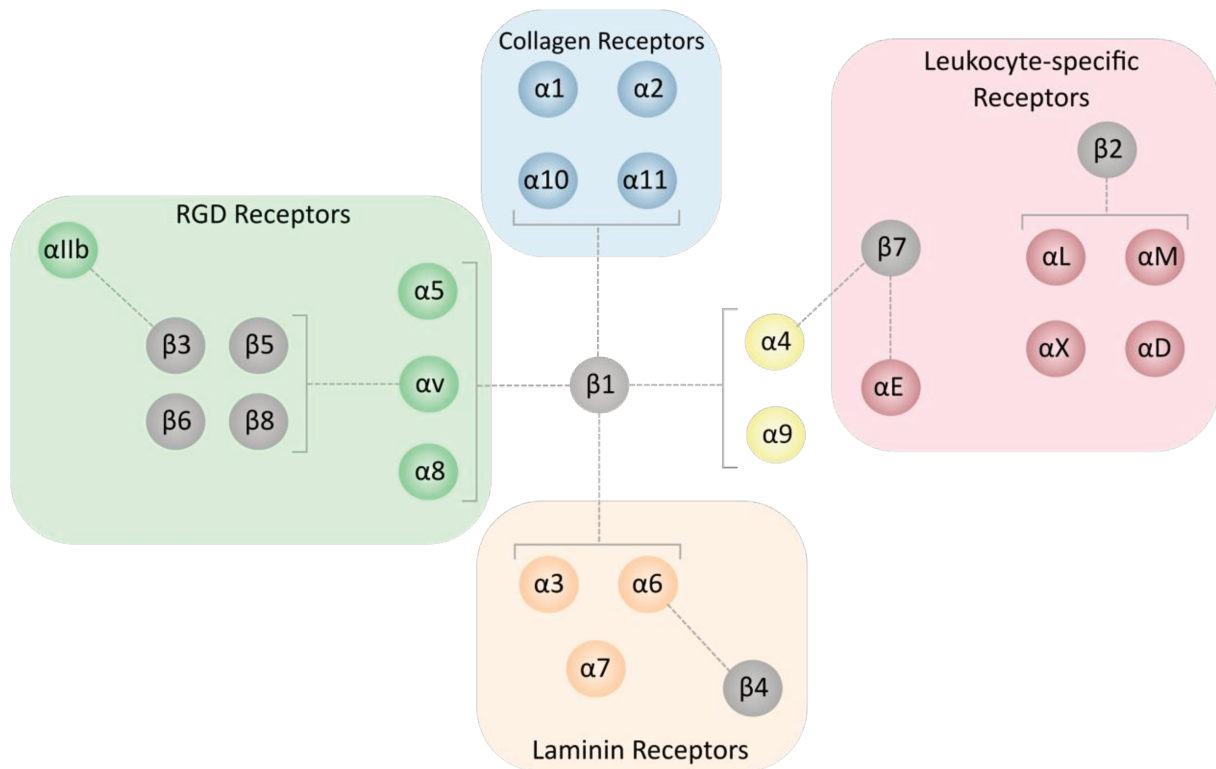 Collagen Receptors
α1
α2
α10
α11
Leukocyte-specific
Receptors
β2
β7
αL
αM
αX
αD
αE
RGD Receptors
αIIb
β3
β5
β6
β8
α5
αv
α8
β1
α4
α9
α3
α6
α7
β4
Laminin Receptors